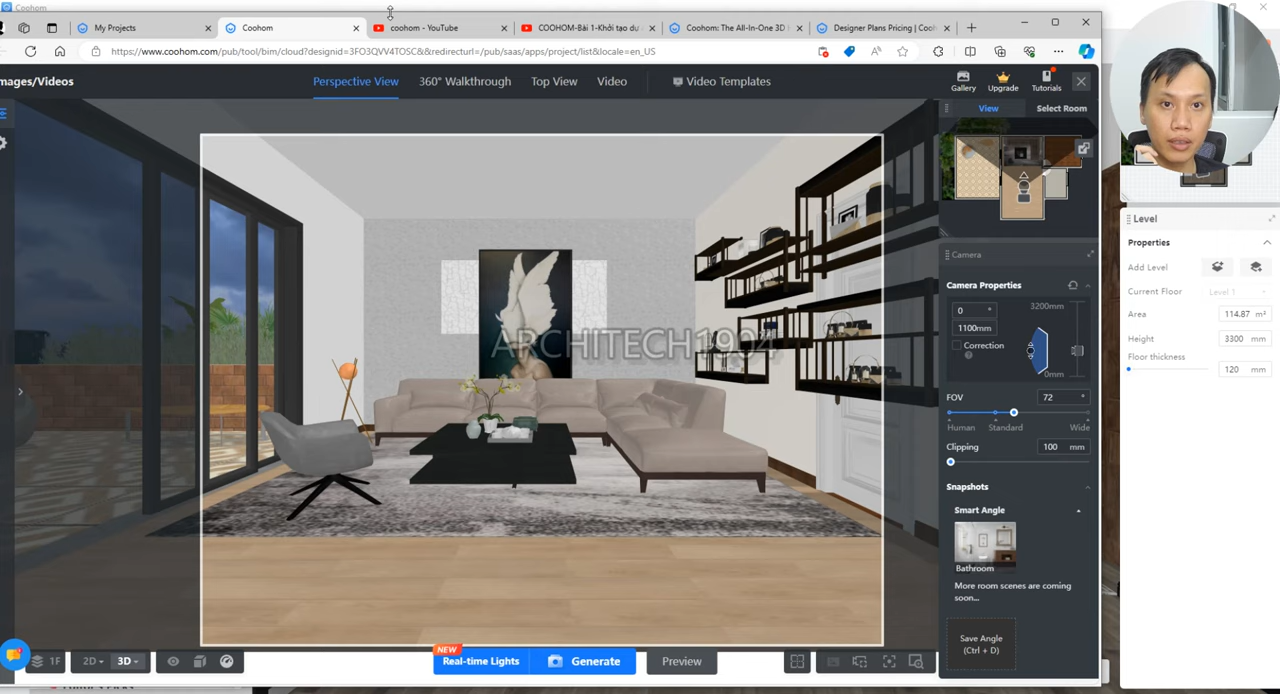 Coohom
My Projects
Coohom
coohom - YouTube
COOHOM-Bài 1-Khởi tạo dự
Coohom: The All-In-One 3D
Designer Plans Pricing | Cooh
https://www.coohom.com/pub/tool/bim/cloud?designid=3FO3QVV4TOSC&&redirecturl=/pub/saas/apps/project/list&locale=en_US
mages/Videos
Perspective View
360° Walkthrough
Top View
Video
Video Templates
Gallery
Upgrade
Tutorials
View
Select Room
Camera
Camera Properties
0 °
3200mm
1100mm
Correction
0mm
FOV
72 °
Human
Standard
Wide
Clipping
100 mm
Snapshots
Smart Angle
Bathroom
More room scenes are coming
soon...
Save Angle
(Ctrl + D)
ARCHITECH1904
Level
Properties
Add Level
Current Floor
Level 1
Area
114.87 m²
Height
3300 mm
Floor thickness
120 mm
1F
2D
3D
NEW
Real-time Lights
Generate
Preview